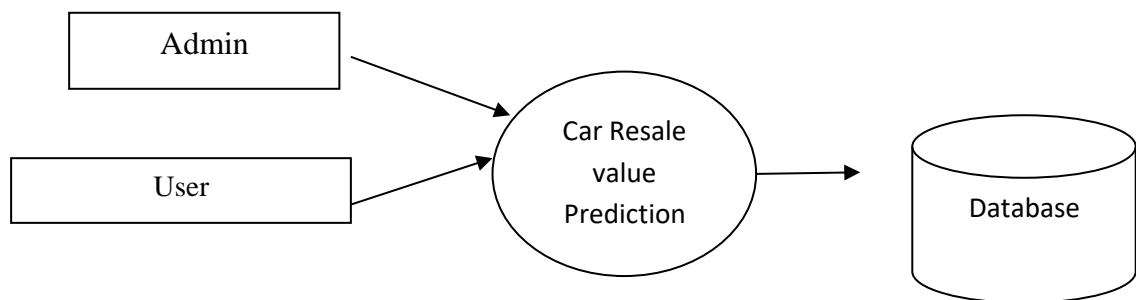 Admin
User
Car Resale
value
Prediction
Database